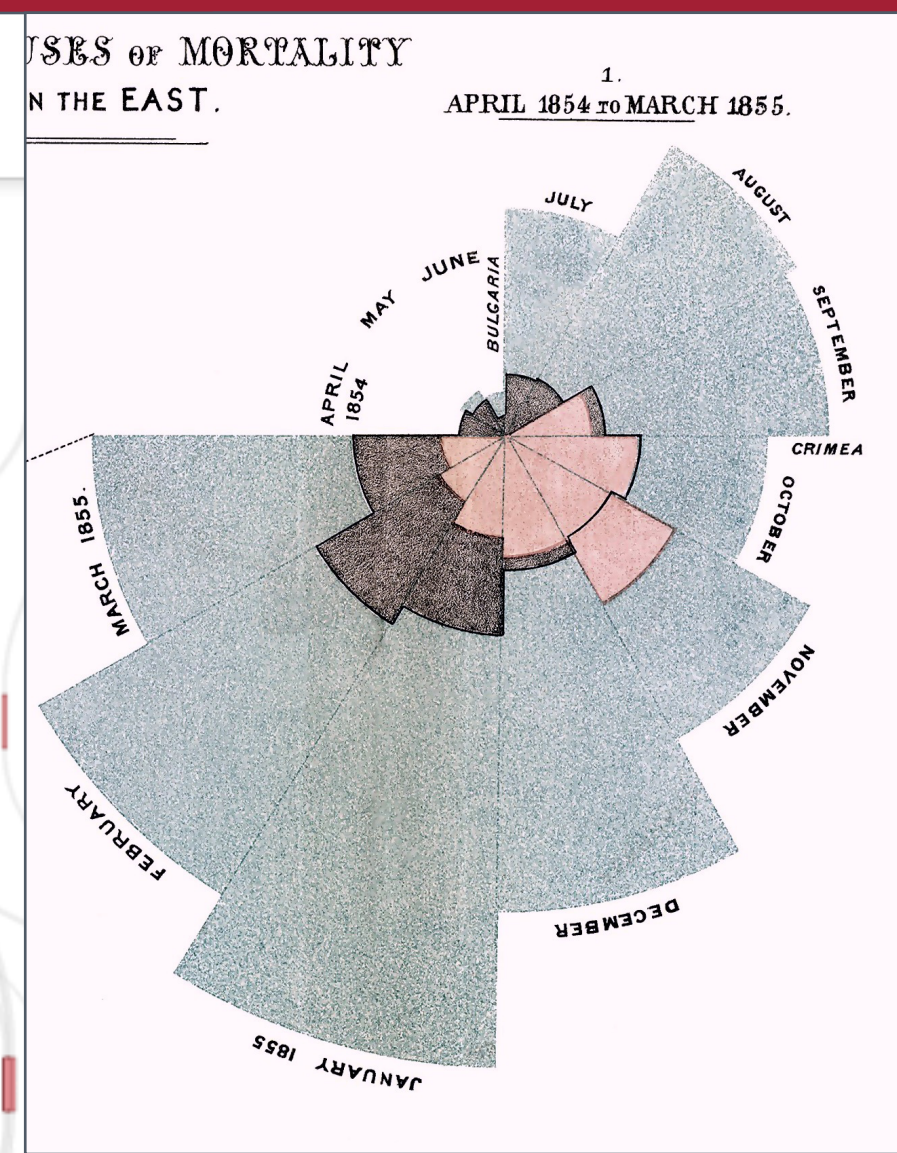 USES OF MORTALITY
N THE EAST.
1.
APRIL 1854 TO MARCH 1855.
APRIL
1854
MAY
JUNE
BULGARIA
JULY
AUGUST
SEPTEMBER
CRIMEA
OCTOBER
NOVEMBER
DECEMBER
JANUARY 1855
FEBRUARY
MARCH 1855.